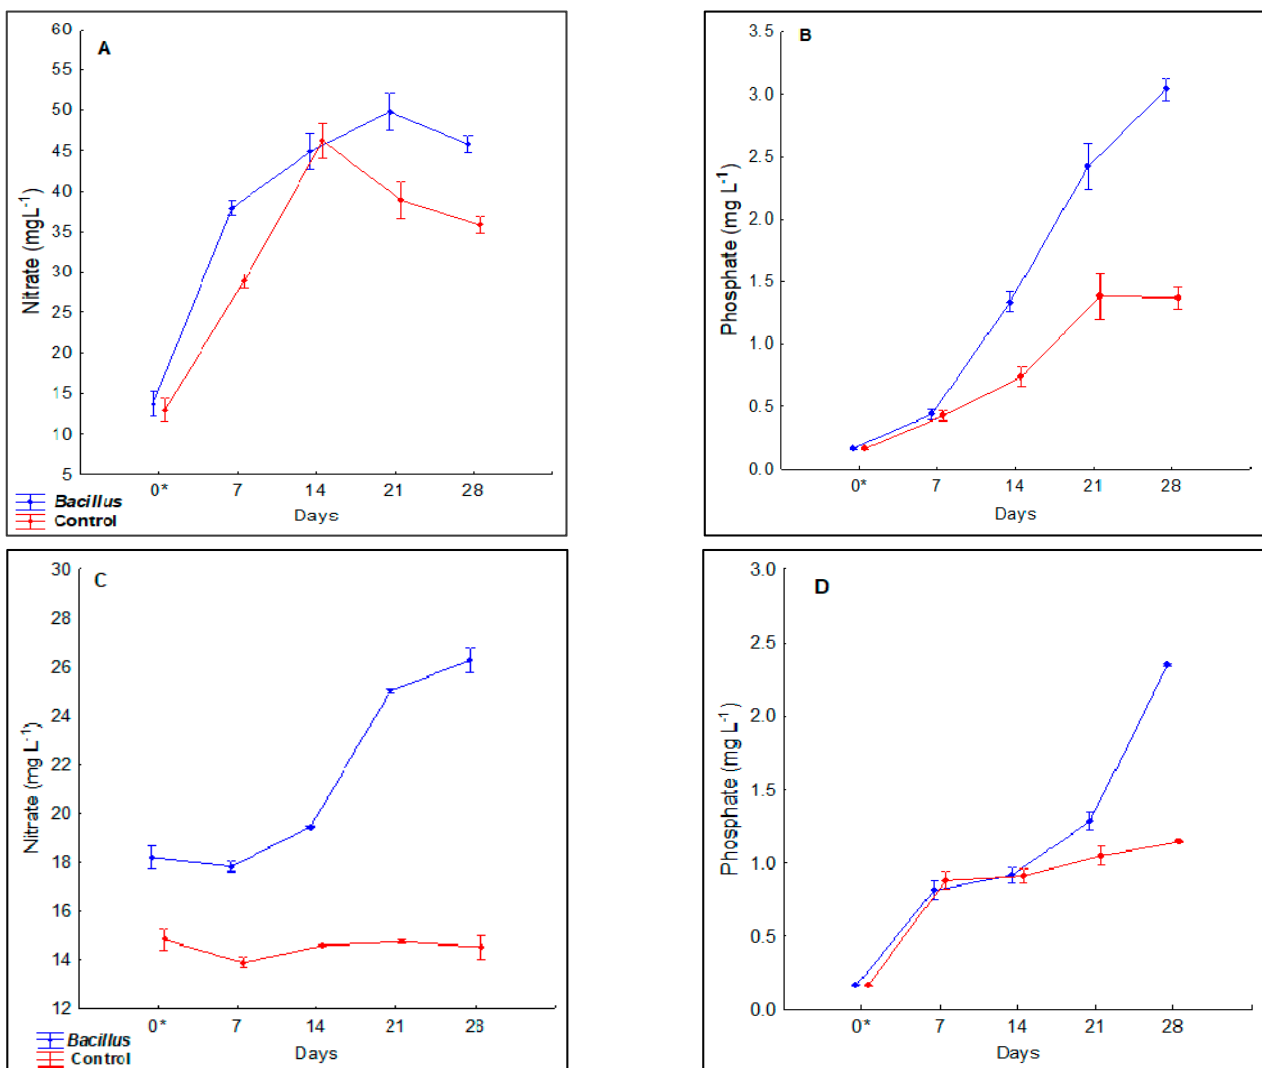 A
Nitrate (mgL⁻¹)
60
55
50
45
40
35
30
25
20
15
10
5
0* 7 14 21 28
Days
Bacillus
Control
B
Phosphate (mg L⁻¹)
3.5
3.0
2.5
2.0
1.5
1.0
0.5
0.0
0* 7 14 21 28
Days
C
Nitrate (mg L⁻¹)
30
28
26
24
22
20
18
16
14
12
0* 7 14 21 28
Days
Bacillus
Control
D
Phosphate (mg L⁻¹)
3.0
2.5
2.0
1.5
1.0
0.5
0.0
0* 7 14 21 28
Days